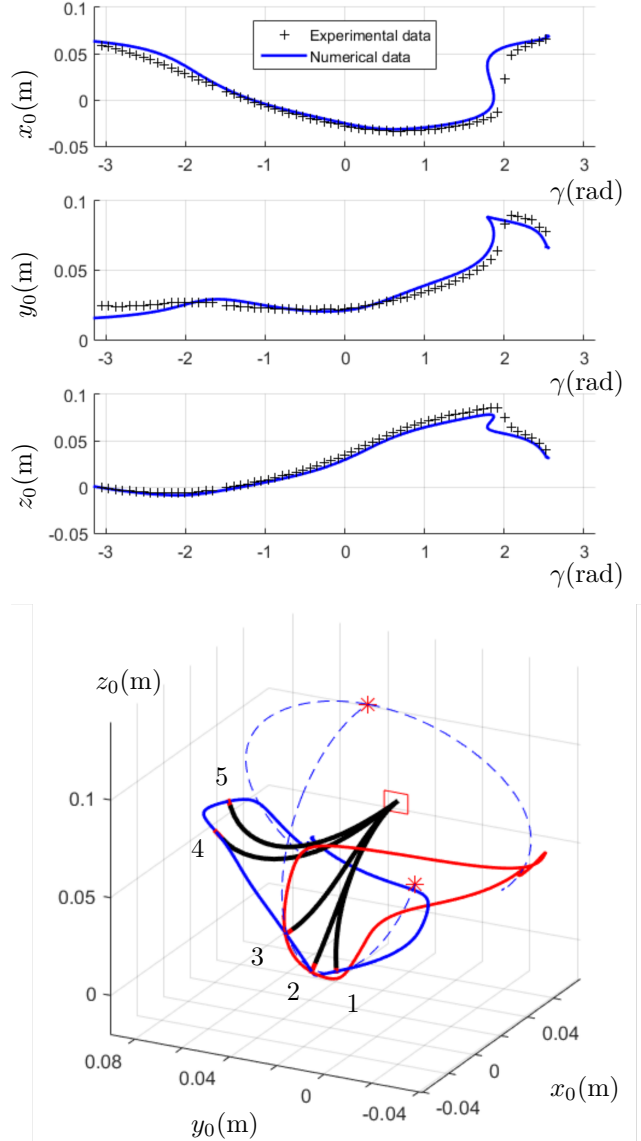 0.1
0.05
0
-0.05
x₀(m)
Experimental data
Numerical data
-3 -2 -1 0 1 2 3
γ(rad)
0.1
0.05
0
y₀(m)
-3 -2 -1 0 1 2 3
γ(rad)
0.1
0.05
0
-0.05
z₀(m)
-3 -2 -1 0 1 2 3
γ(rad)
z₀(m)
5
0.1
4
0.05
3
2
1
0
0.08
0.04
0
-0.04
-0.04
0
0.04
x₀(m)
y₀(m)